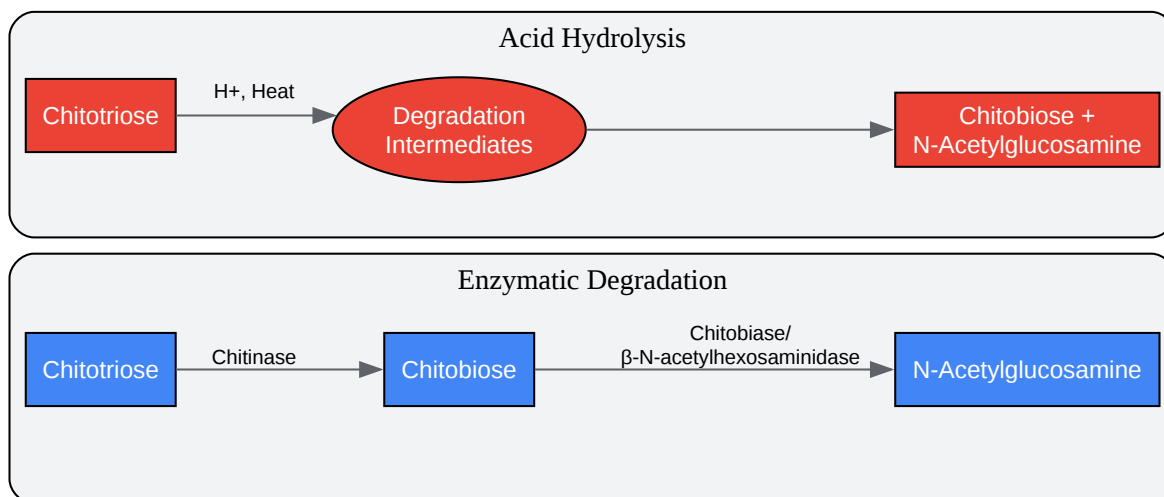 Acid Hydrolysis
Chitotriose
H+, Heat
Degradation
Intermediates
Chitobiose +
N-Acetylglucosamine
Enzymatic Degradation
Chitotriose
Chitinase
Chitobiose
Chitobiase/
β-N-acetylhexosaminidase
N-Acetylglucosamine